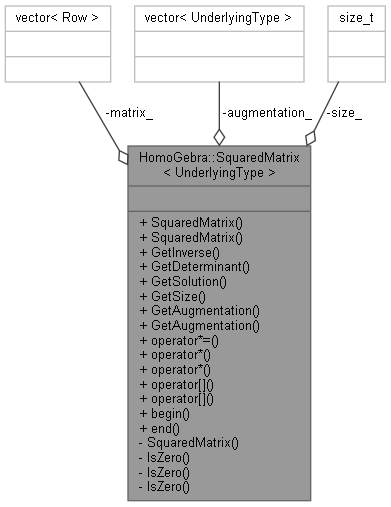 vector< Row >
vector< UnderlyingType >
size_t
-matrix_
-augmentation_
-size_
HomoGebra::SquaredMatrix
< UnderlyingType >
+ SquaredMatrix()
+ SquaredMatrix()
+ GetInverse()
+ GetDeterminant()
+ GetSolution()
+ GetSize()
+ GetAugmentation()
+ GetAugmentation()
+ operator*=()
+ operator*()
+ operator*()
+ operator[]()
+ operator[]()
+ begin()
+ end()
- SquaredMatrix()
- IsZero()
- IsZero()
- IsZero()